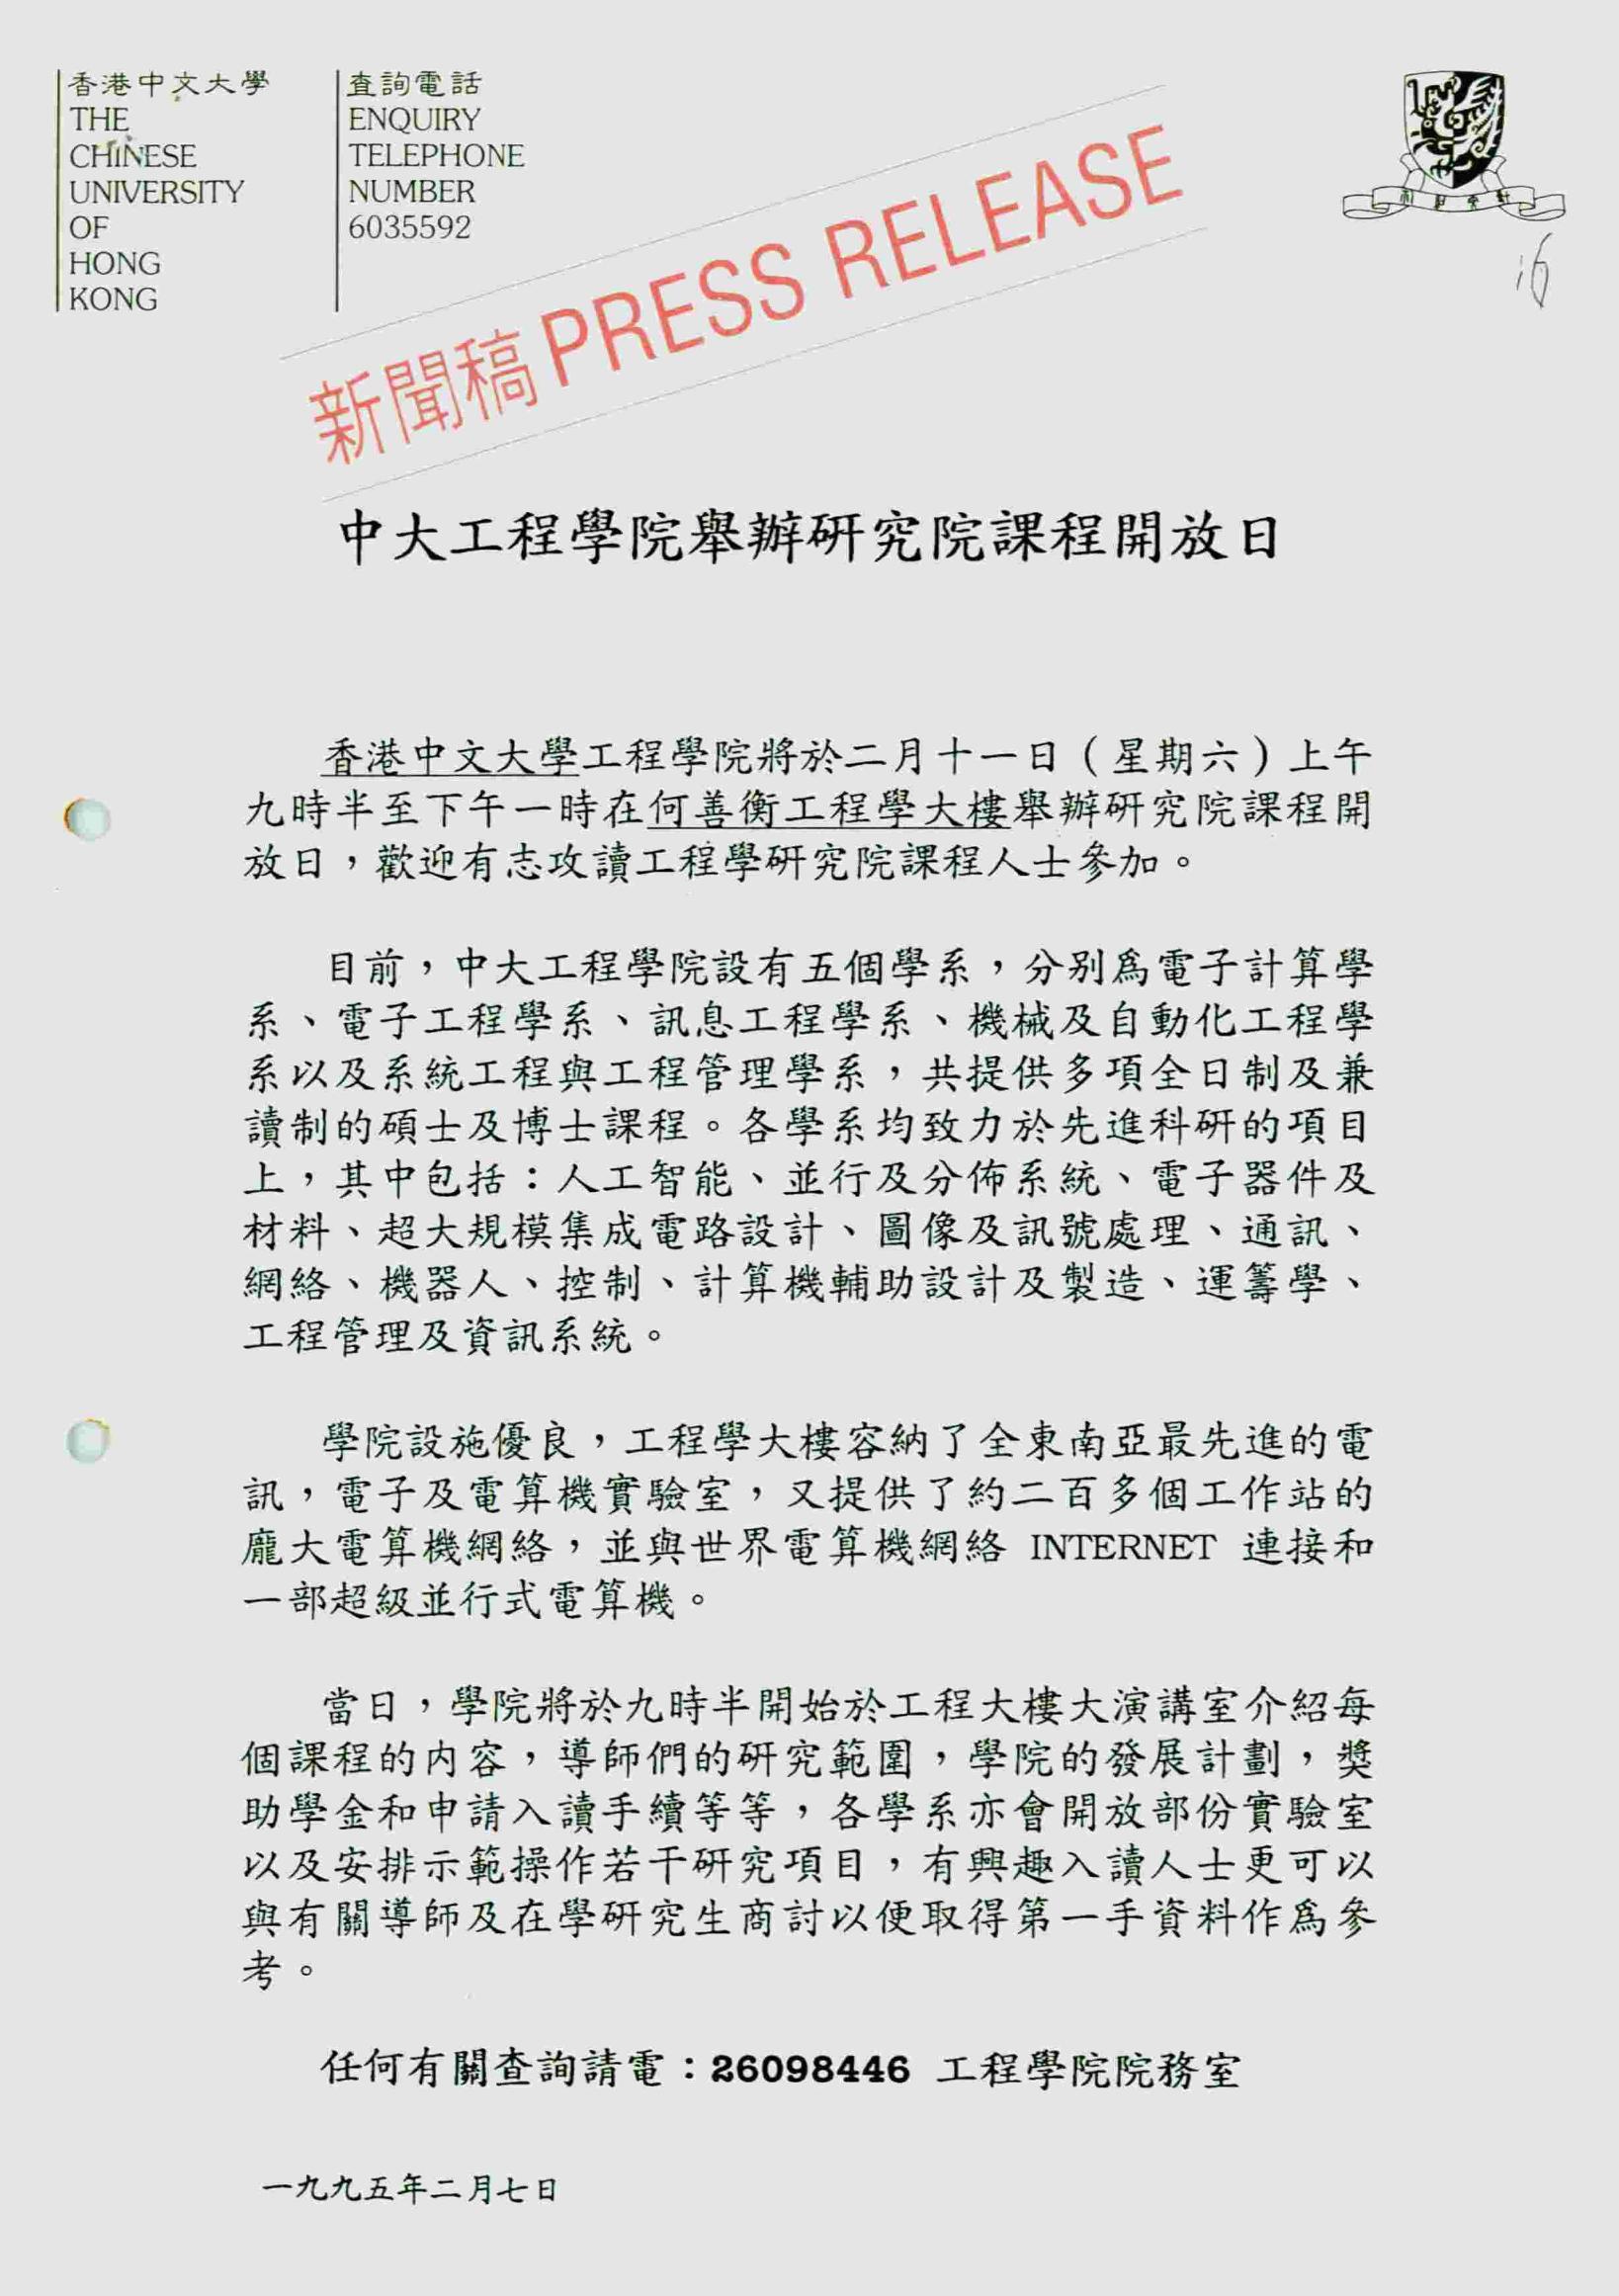 香港中文大學
THE
CHINESE
UNIVERSITY
OF
HONG
KONG
查詢電話
ENQUIRY
TELEPHONE
NUMBER
6035592
新聞稿 PRESS RELEASE
16
中大工程學院舉辦研究院課程開放日
香港中文大學工程學院將於二月十一日(星期六)上午
九時半至下午一時在何善衡工程學大樓舉辦研究院課程開
放日，歡迎有志攻讀工程學研究院課程人士參加。
目前，中大工程學院設有五個學系，分別爲電子計算學
系、電子工程學系、訊息工程學系、機械及自動化工程學
系以及系統工程與工程管理學系，共提供多項全日制及兼
讀制的碩士及博士課程。各學系均致力於先進科研的項目
上，其中包括：人工智能、並行及分佈系統、電子器件及
材料、超大規模集成電路設計、圖像及訊號處理、通訊、
網絡、機器人、控制、計算機輔助設計及製造、運籌學、
工程管理及資訊系統。
學院設施優良，工程學大樓容納了全東南亞最先進的電
訊，電子及電算機實驗室，又提供了約二百多個工作站的
龐大電算機網絡，並與世界電算機網絡 INTERNET 連接和
一部超級並行式電算機。
當日，學院將於九時半開始於工程大樓大演講室介紹每
個課程的內容，導師們的研究範圍，學院的發展計劃，獎
助學金和申請入讀手續等等，各學系亦會開放部份實驗室
以及安排示範操作若干研究項目，有興趣入讀人士更可以
與有關導師及在學研究生商討以便取得第一手資料作爲參
考。
任何有關查詢請電：26098446 工程學院院務室
一九九五年二月七日